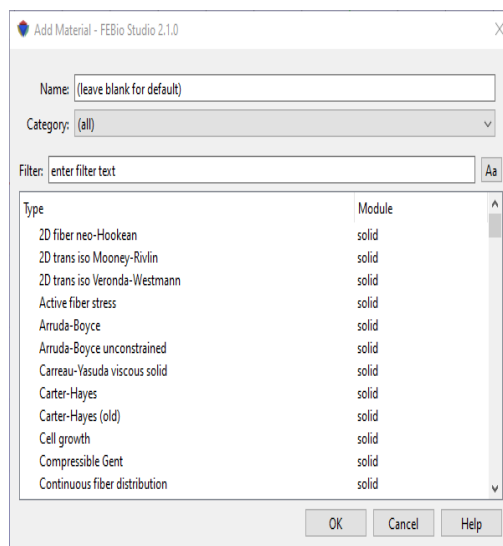 Add Material - FEBio Studio 2.1.0
Name: (leave blank for default)
Category: (all)
Filter: enter filter text Aa
Type Module
2D fiber neo-Hookean solid
2D trans iso Mooney-Rivlin solid
2D trans iso Veronda-Westmann solid
Active fiber stress solid
Arruda-Boyce solid
Arruda-Boyce unconstrained solid
Carreau-Yasuda viscous solid solid
Carter-Hayes solid
Carter-Hayes (old) solid
Cell growth solid
Compressible Gent solid
Continuous fiber distribution solid
OK Cancel Help